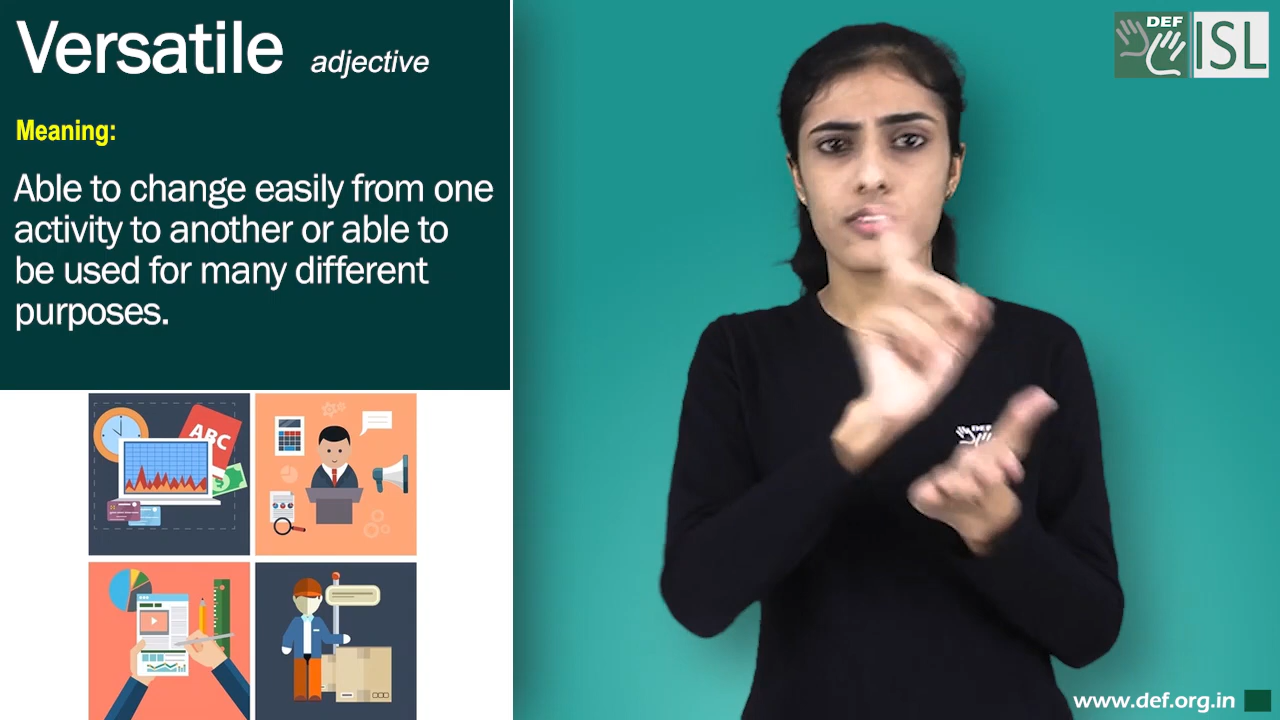 Versatile adjective
Meaning:
Able to change easily from one
activity to another or able to
be used for many different
purposes.
ABC
DEF
ISL
DEF
www.def.org.in